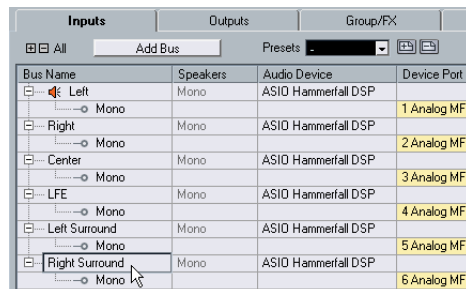 Inputs Outputs Group/FX
All Add Bus Presets -
Bus Name Speakers Audio Device Device Port
Left Mono ASIO Hammerfall DSP
Mono 1 Analog MF
Right Mono ASIO Hammerfall DSP
Mono 2 Analog MF
Center Mono ASIO Hammerfall DSP
Mono 3 Analog MF
LFE Mono ASIO Hammerfall DSP
Mono 4 Analog MF
Left Surround Mono ASIO Hammerfall DSP
Mono 5 Analog MF
Right Surround Mono ASIO Hammerfall DSP
Mono 6 Analog MF